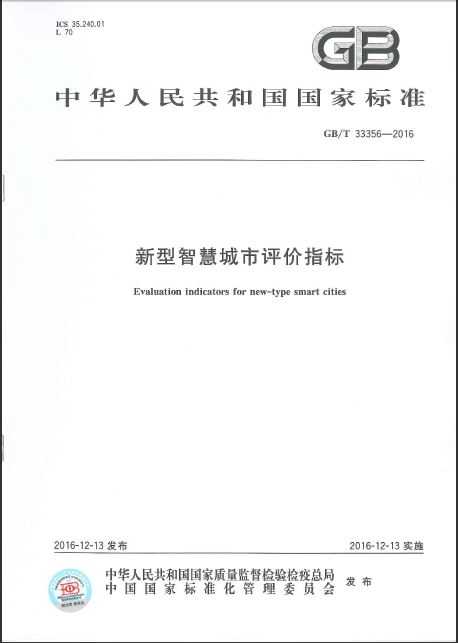 ICS 35.240.01
L 70
GB
中华人民共和国国家标准
GB/T 33356—2016
新型智慧城市评价指标
Evaluation indicators for new-type smart cities
2016-12-13 发布
2016-12-13 实施
中华人民共和国国家质量监督检验检疫总局
中国国家标准化管理委员会
发布